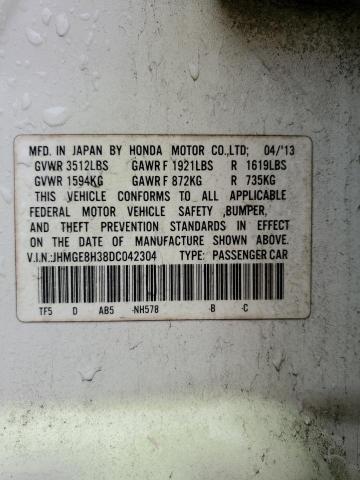 MFD. IN JAPAN BY HONDA MOTOR CO.,LTD; 04/'13
GVWR 3512LBS GAWR F 1921LBS R 1619LBS
GVWR 1594KG GAWR F 872KG R 735KG
THIS VEHICLE CONFORMS TO ALL APPLICABLE
FEDERAL MOTOR VEHICLE SAFETY ,BUMPER,
AND THEFT PREVENTION STANDARDS IN EFFECT
ON THE DATE OF MANUFACTURE SHOWN ABOVE.
V.I.N.:JHMGE8H38DC042304 TYPE: PASSENGER CAR
TF5 D AB5 -NH578 -B -C